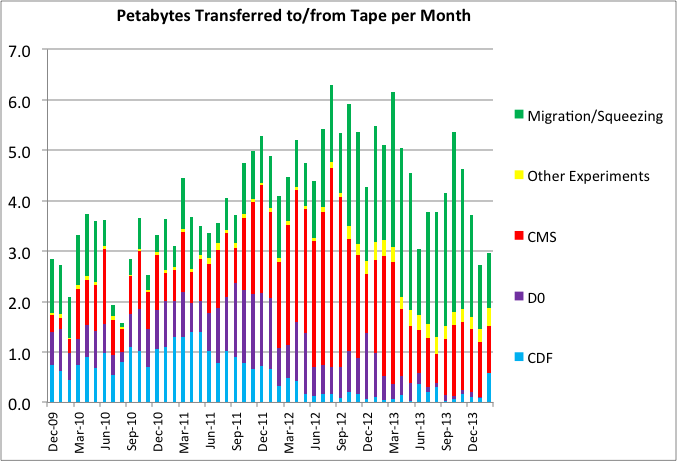 Petabytes Transferred to/from Tape per Month
7.0
6.0
5.0
4.0
3.0
2.0
1.0
0.0
Migration/Squeezing
Other Experiments
CMS
D0
CDF
Dec-09
Mar-10
Jun-10
Sep-10
Dec-10
Mar-11
Jun-11
Sep-11
Dec-11
Mar-12
Jun-12
Sep-12
Dec-12
Mar-13
Jun-13
Sep-13
Dec-13